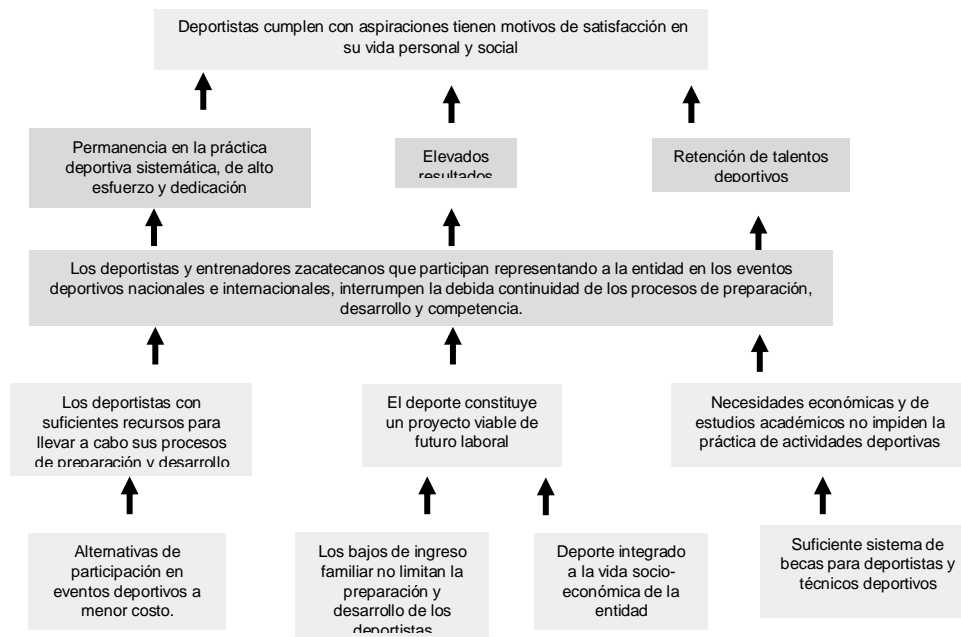 Deportistas cumplen con aspiraciones tienen motivos de satisfacción en
su vida personal y social
Permanencia en la práctica
deportiva sistemática, de alto
esfuerzo y dedicación
Elevados
resultados
Retención de talentos
deportivos
Los deportistas y entrenadores zacatecanos que participan representando a la entidad en los eventos
deportivos nacionales e internacionales, interrumpen la debida continuidad de los procesos de preparación,
desarrollo y competencia.
Los deportistas con
suficientes recursos para
llevar a cabo sus procesos
de preparación y desarrollo
El deporte constituye
un proyecto viable de
futuro laboral
Necesidades económicas y de
estudios académicos no impiden la
práctica de actividades deportivas
Alternativas de
participación en
eventos deportivos a
menor costo.
Los bajos de ingreso
familiar no limitan la
preparación y
desarrollo de los
deportistas
Deporte integrado
a la vida socio-
económica de la
entidad
Suficiente sistema de
becas para deportistas y
técnicos deportivos